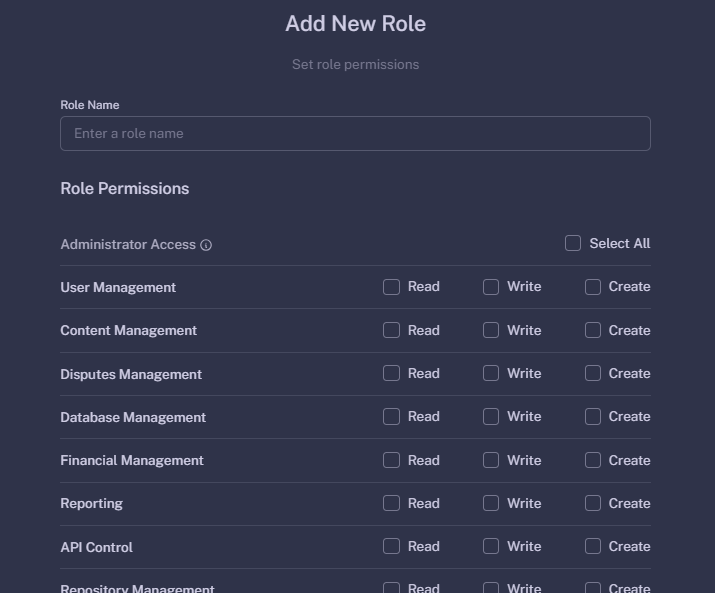 Add New Role
Set role permissions
Role Name
Enter a role name
Role Permissions
Administrator Access Select All
User Management Read Write Create
Content Management Read Write Create
Disputes Management Read Write Create
Database Management Read Write Create
Financial Management Read Write Create
Reporting Read Write Create
API Control Read Write Create
Repository Management Read Write Create